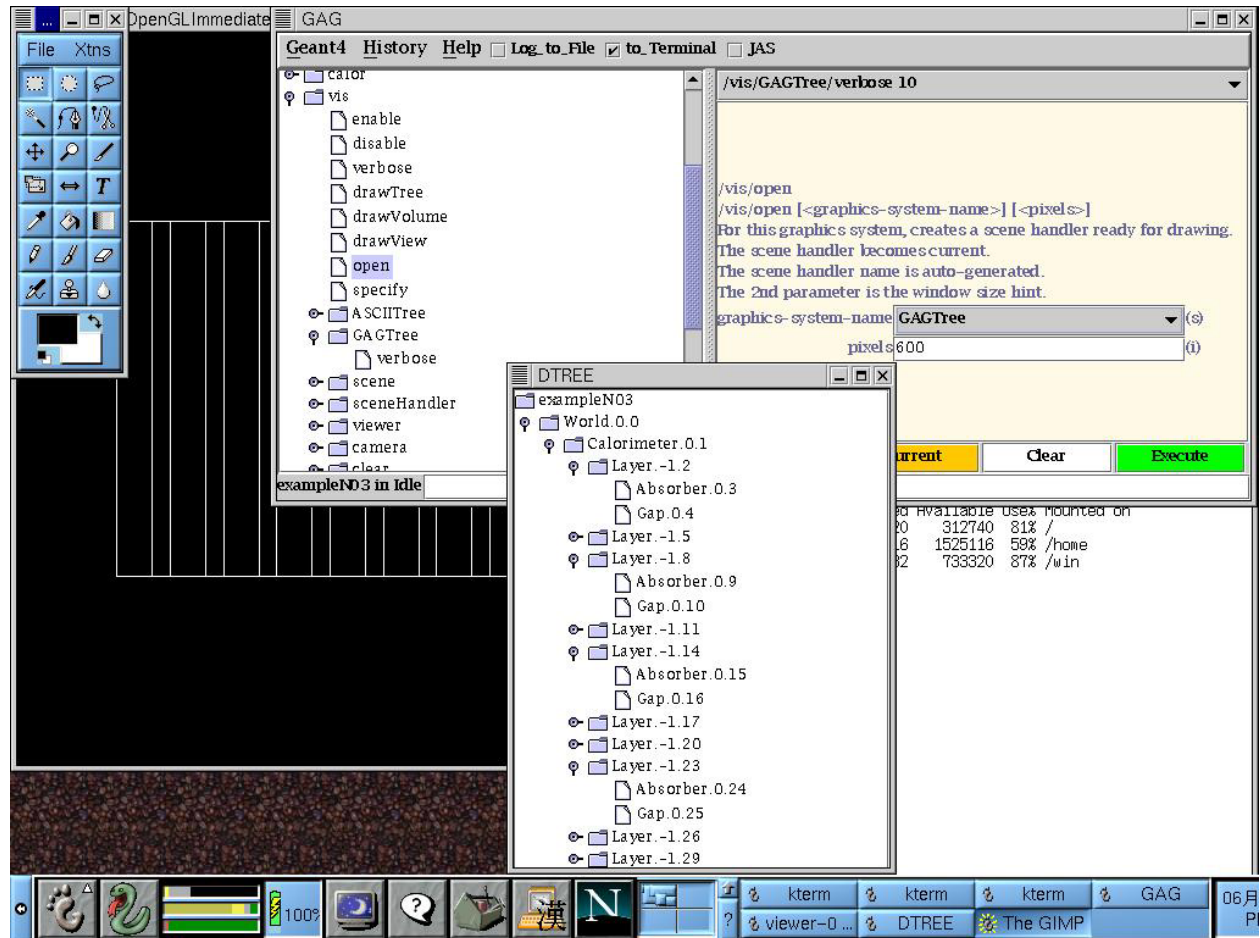 ...
OpenGLImmediate
GAG
File Xtns
Geant4 History Help Log_to_File to_Terminal JAS
calor
vis
enable
disable
verbose
drawTree
drawVolume
drawView
open
specify
ASCIITree
GAGTree
verbose
scene
sceneHandler
viewer
camera
clear
exampleN03 in Idle
/vis/GAGTree/verbose 10
/vis/open
/vis/open [<graphics-system-name>] [<pixels>]
For this graphics system, creates a scene handler ready for drawing.
The scene handler becomes current.
The scene handler name is auto-generated.
The 2nd parameter is the window size hint.
graphics-system-name GAGTree (s)
pixels 600 (i)
urrent Clear Execute
DTREE
exampleN03
World.0.0
Calorimeter.0.1
Layer.-1.2
Absorber.0.3
Gap.0.4
Layer.-1.5
Layer.-1.8
Absorber.0.9
Gap.0.10
Layer.-1.11
Layer.-1.14
Absorber.0.15
Gap.0.16
Layer.-1.17
Layer.-1.20
Layer.-1.23
Absorber.0.24
Gap.0.25
Layer.-1.26
Layer.-1.29
ed Available Use% Mounted on
20 312740 81% /
16 1525116 59% /home
32 733320 87% /win
100%
漢
N
?
kterm kterm kterm GAG
viewer-0 ... DTREE The GIMP
06月
P